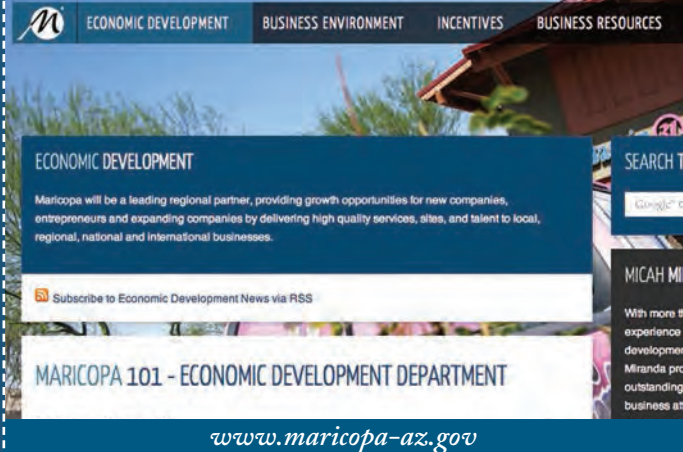 ECONOMIC DEVELOPMENT BUSINESS ENVIRONMENT INCENTIVES BUSINESS RESOURCES
ECONOMIC DEVELOPMENT
Maricopa will be a leading regional partner, providing growth opportunities for new companies,
entrepreneurs and expanding companies by delivering high quality services, sites, and talent to local,
regional, national and international businesses.
Subscribe to Economic Development News via RSS
MARICOPA 101 - ECONOMIC DEVELOPMENT DEPARTMENT
SEARCH
Google
MICAH
With more
experience
Miranda
outstanding
business
www.maricopa-az.gov